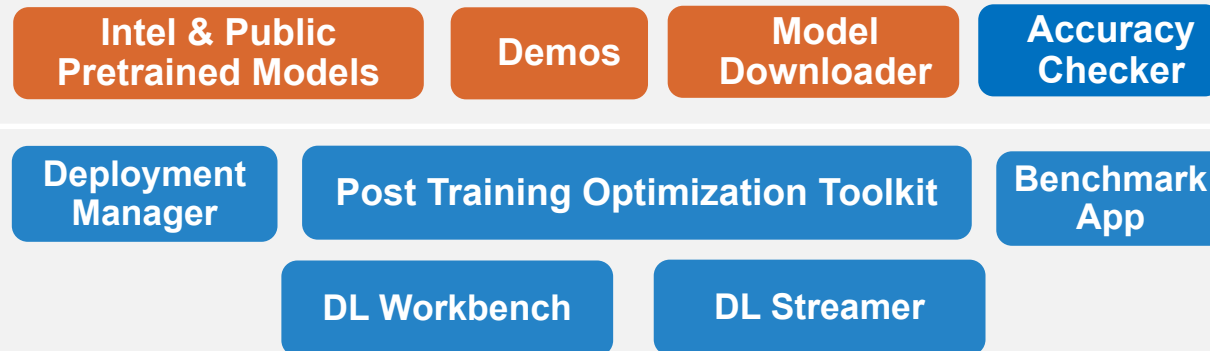 Intel & Public
Pretrained Models
Demos
Model
Downloader
Accuracy
Checker
Deployment
Manager
Post Training Optimization Toolkit
Benchmark
App
DL Workbench
DL Streamer